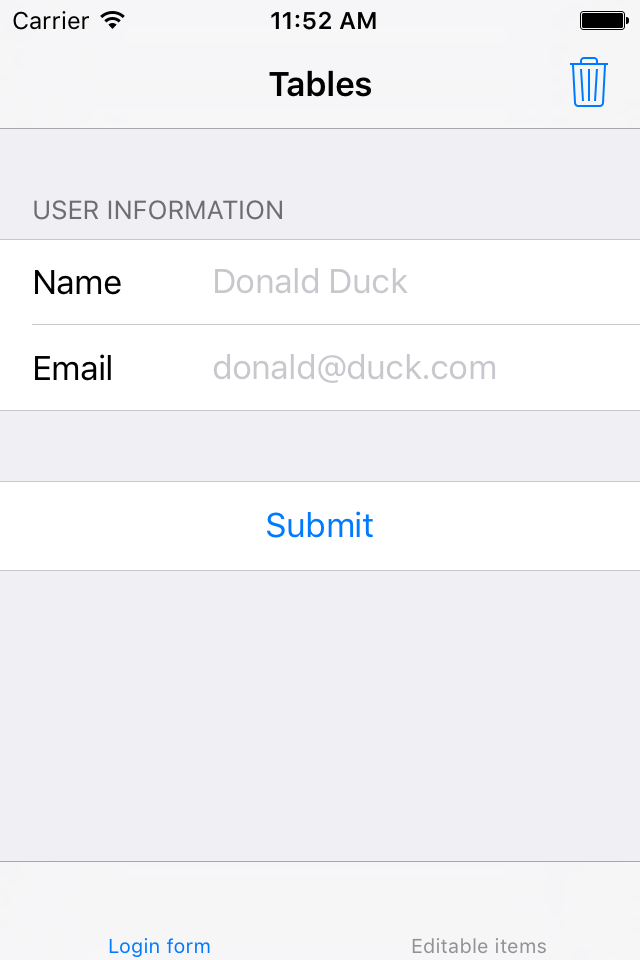 Carrier 11:52 AM
Tables
USER INFORMATION
Name Donald Duck
Email donald@duck.com
Submit
Login form Editable items